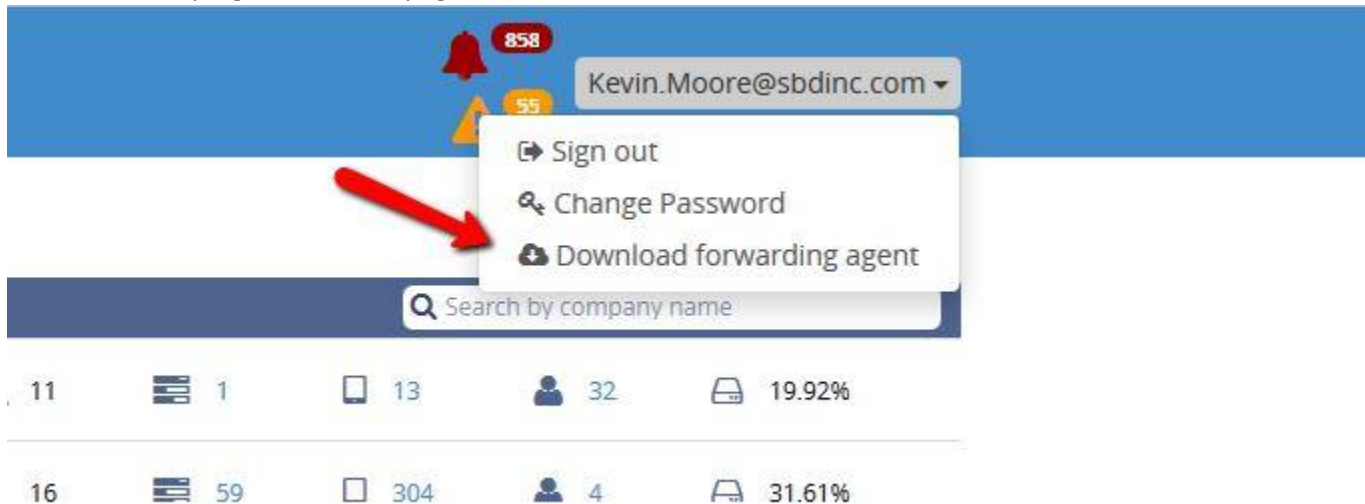 858
Kevin.Moore@sbdinc.com
55
Sign out
Change Password
Download forwarding agent
Search by company name
11 1 13 32 19.92%
16 59 304 4 31.61%